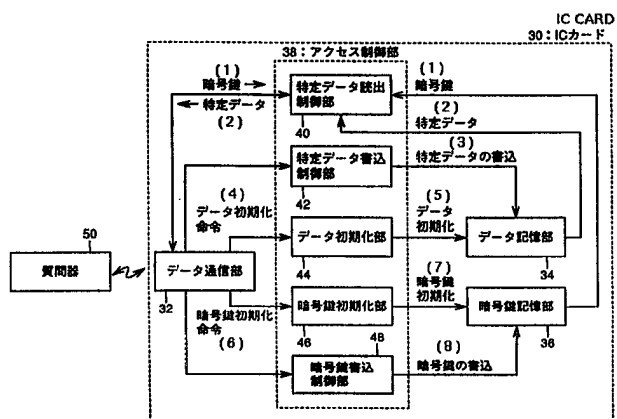 IC CARD
30：ICカード
38：アクセス制御部
(1)
暗号鍵 →
← 特定データ
(2)
特定データ読出
制御部
40
(1)
暗号鍵
(2)
特定データ
特定データ書込
制御部
42
(3)
特定データの書込
(4)
データ初期化
命令
データ初期化部
44
(5)
データ
初期化
データ記憶部
34
50
質問器
データ通信部
32
暗号鍵初期化
命令
(6)
暗号鍵初期化部
46
(7)
暗号鍵
初期化
暗号鍵記憶部
36
48
暗号鍵書込
制御部
(8)
暗号鍵の書込